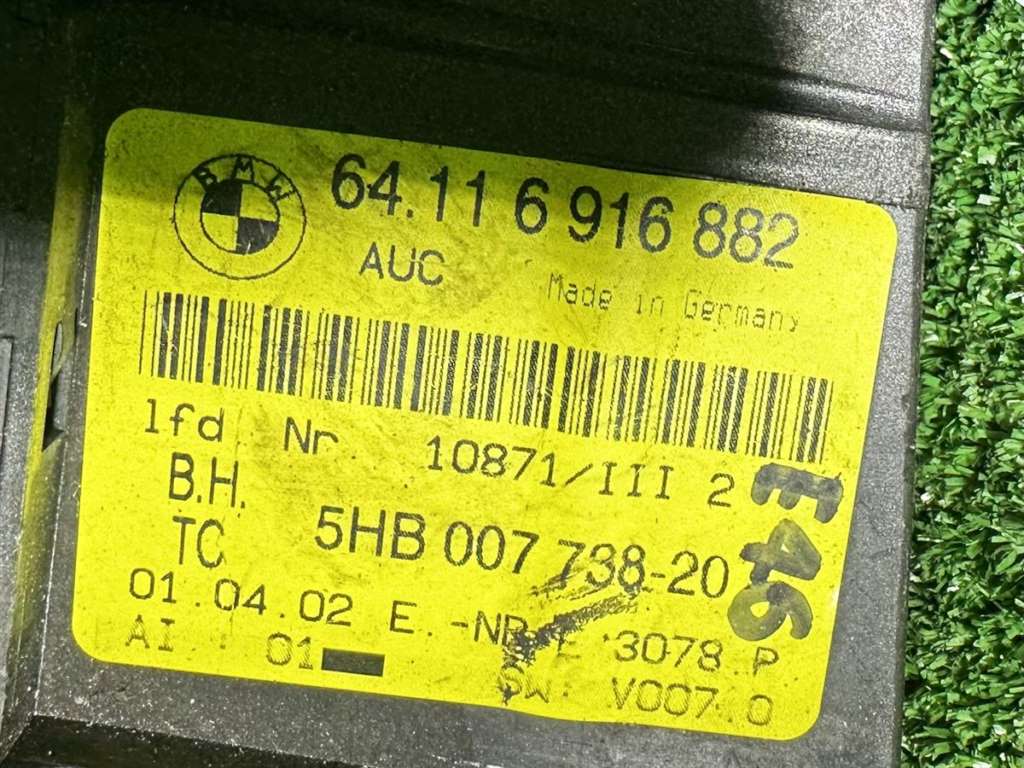 BMW
64.11 6 916 882
AUC
Made in Germany
lfd Nr 10871/III 2
B.H.
5HB 007 738-20
TC
01.04.02 E.-NR
3078 P
AI : 01
SW: V007.0
E46